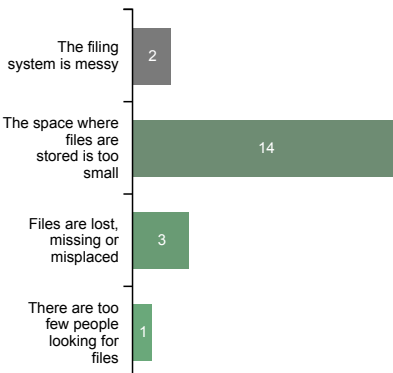 The filing
system is messy
2
The space where
files are
stored is too
small
14
Files are lost,
missing or
misplaced
3
There are too
few people
looking for
files
1